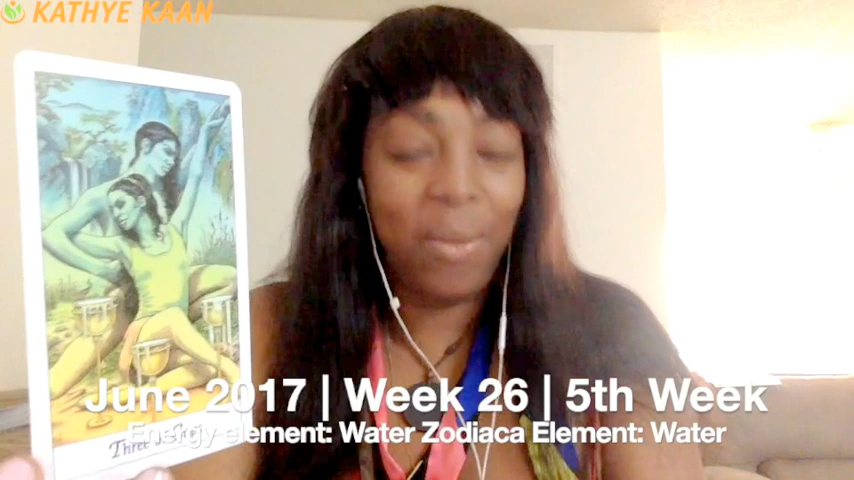 KATHYE KAAN
June 2017 | Week 26 | 5th Week
Energy element: Water Zodiaca Element: Water
Three